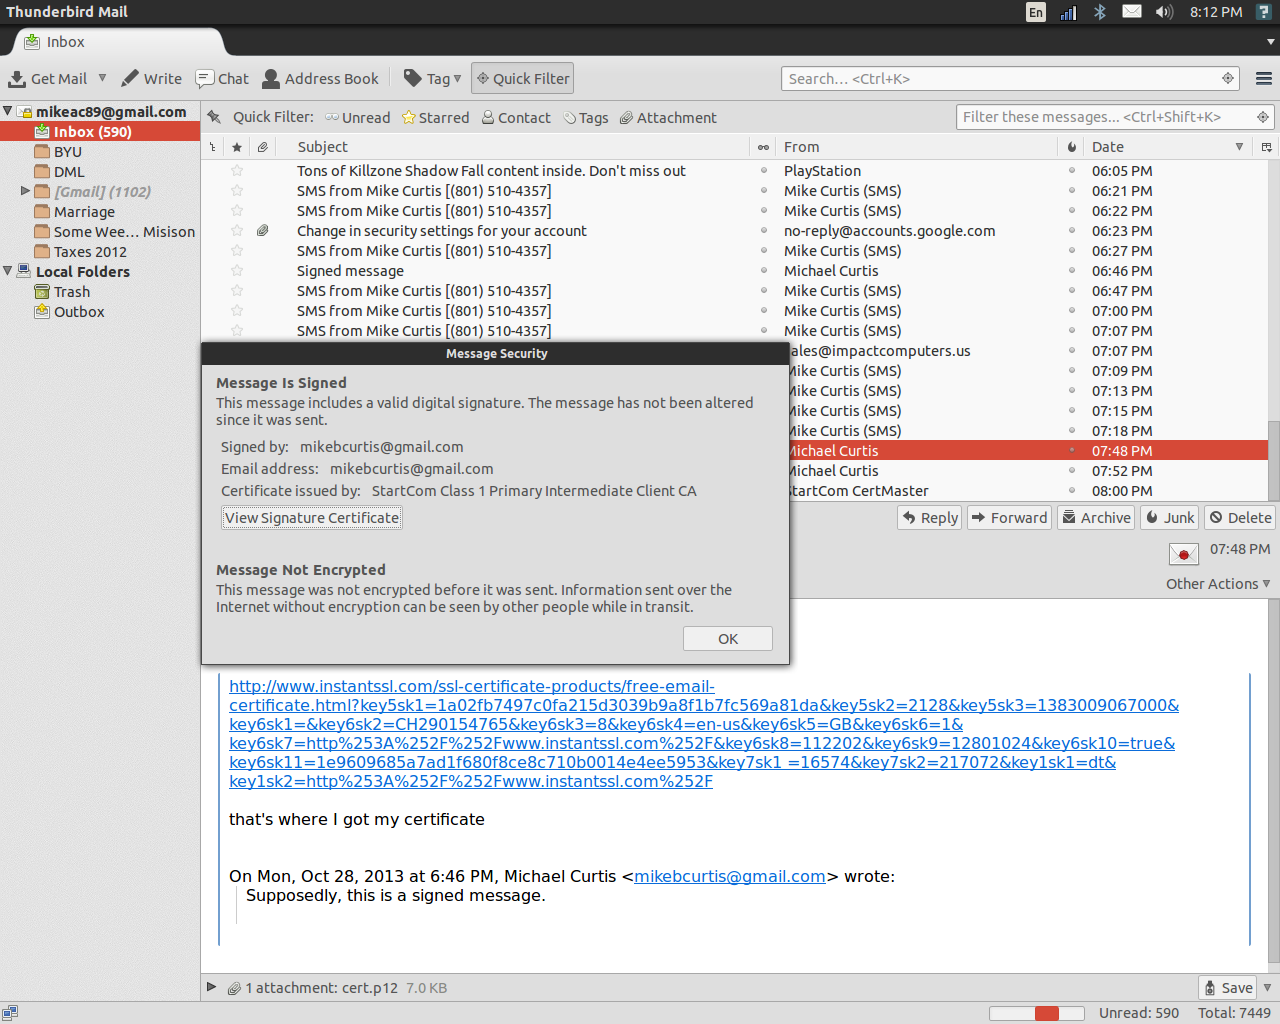 Thunderbird Mail
En
8:12 PM
?
Inbox
Get Mail
Write
Chat
Address Book
Tag
Quick Filter
Search... <Ctrl+K>
mikeac89@gmail.com
Inbox (590)
BYU
DML
[Gmail] (1102)
Marriage
Some Wee… Misison
Taxes 2012
Local Folders
Trash
Outbox
Quick Filter:
Unread
Starred
Contact
Tags
Attachment
Filter these messages... <Ctrl+Shift+K>
Subject From Date
Tons of Killzone Shadow Fall content inside. Don't miss out PlayStation 06:05 PM
SMS from Mike Curtis [(801) 510-4357] Mike Curtis (SMS) 06:21 PM
SMS from Mike Curtis [(801) 510-4357] Mike Curtis (SMS) 06:22 PM
Change in security settings for your account no-reply@accounts.google.com 06:23 PM
SMS from Mike Curtis [(801) 510-4357] Mike Curtis (SMS) 06:27 PM
Signed message Michael Curtis 06:46 PM
SMS from Mike Curtis [(801) 510-4357] Mike Curtis (SMS) 06:47 PM
SMS from Mike Curtis [(801) 510-4357] Mike Curtis (SMS) 07:00 PM
SMS from Mike Curtis [(801) 510-4357] Mike Curtis (SMS) 07:07 PM
ales@impactcomputers.us 07:07 PM
Mike Curtis (SMS) 07:09 PM
Mike Curtis (SMS) 07:13 PM
Mike Curtis (SMS) 07:15 PM
Mike Curtis (SMS) 07:18 PM
Michael Curtis 07:48 PM
Michael Curtis 07:52 PM
StartCom CertMaster 08:00 PM
Message Security
Message Is Signed
This message includes a valid digital signature. The message has not been altered
since it was sent.
Signed by: mikebcurtis@gmail.com
Email address: mikebcurtis@gmail.com
Certificate issued by: StartCom Class 1 Primary Intermediate Client CA
View Signature Certificate
Message Not Encrypted
This message was not encrypted before it was sent. Information sent over the
Internet without encryption can be seen by other people while in transit.
OK
Reply
Forward
Archive
Junk
Delete
07:48 PM
Other Actions
http://www.instantssl.com/ssl-certificate-products/free-email-
certificate.html?key5sk1=1a02fb7497c0fa215d3039b9a8f1b7fc569a81da&key5sk2=2128&key5sk3=1383009067000&
key6sk1=&key6sk2=CH290154765&key6sk3=8&key6sk4=en-us&key6sk5=GB&key6sk6=1&
key6sk7=http%253A%252F%252Fwww.instantssl.com%252F&key6sk8=112202&key6sk9=12801024&key6sk10=true&
key6sk11=1e9609685a7ad1f680f8ce8c710b0014e4ee5953&key7sk1 =16574&key7sk2=217072&key1sk1=dt&
key1sk2=http%253A%252F%252Fwww.instantssl.com%252F
that's where I got my certificate
On Mon, Oct 28, 2013 at 6:46 PM, Michael Curtis <mikebcurtis@gmail.com> wrote:
Supposedly, this is a signed message.
1 attachment: cert.p12 7.0 KB
Save
Unread: 590
Total: 7449